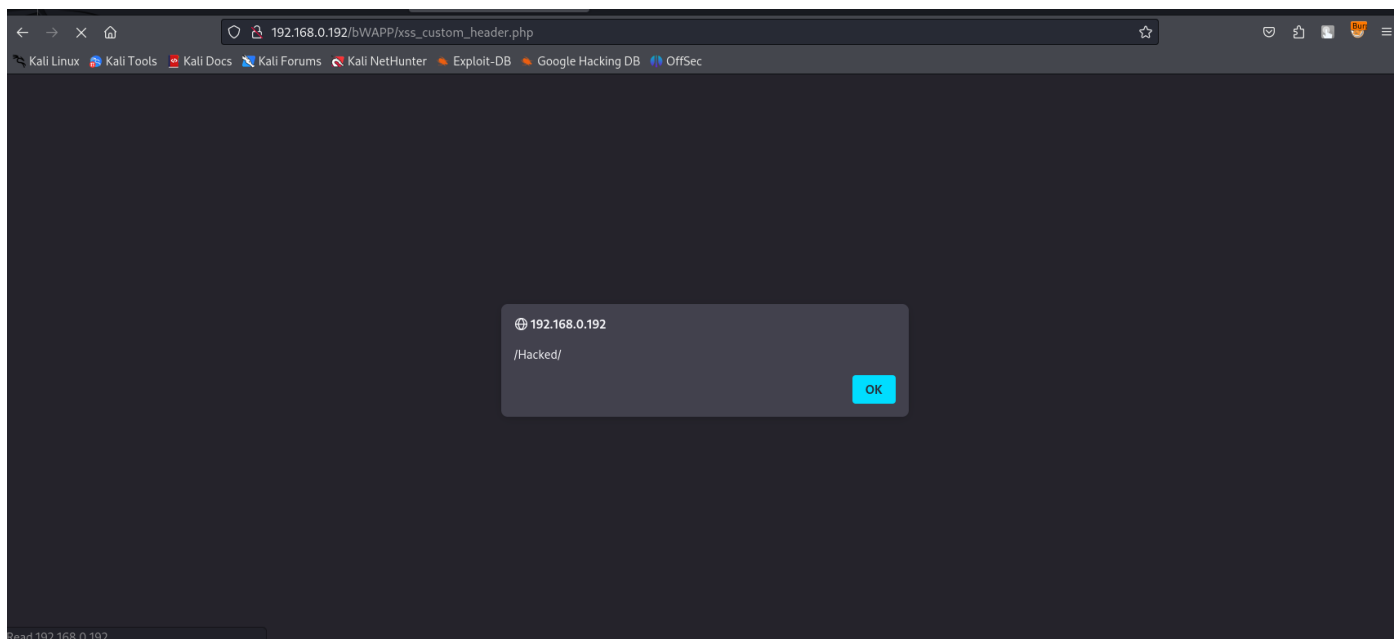 192.168.0.192/bWAPP/xss_custom_header.php
Kali Linux Kali Tools Kali Docs Kali Forums Kali NetHunter Exploit-DB Google Hacking DB OffSec
192.168.0.192
/Hacked/
OK
Read 192.168.0.192